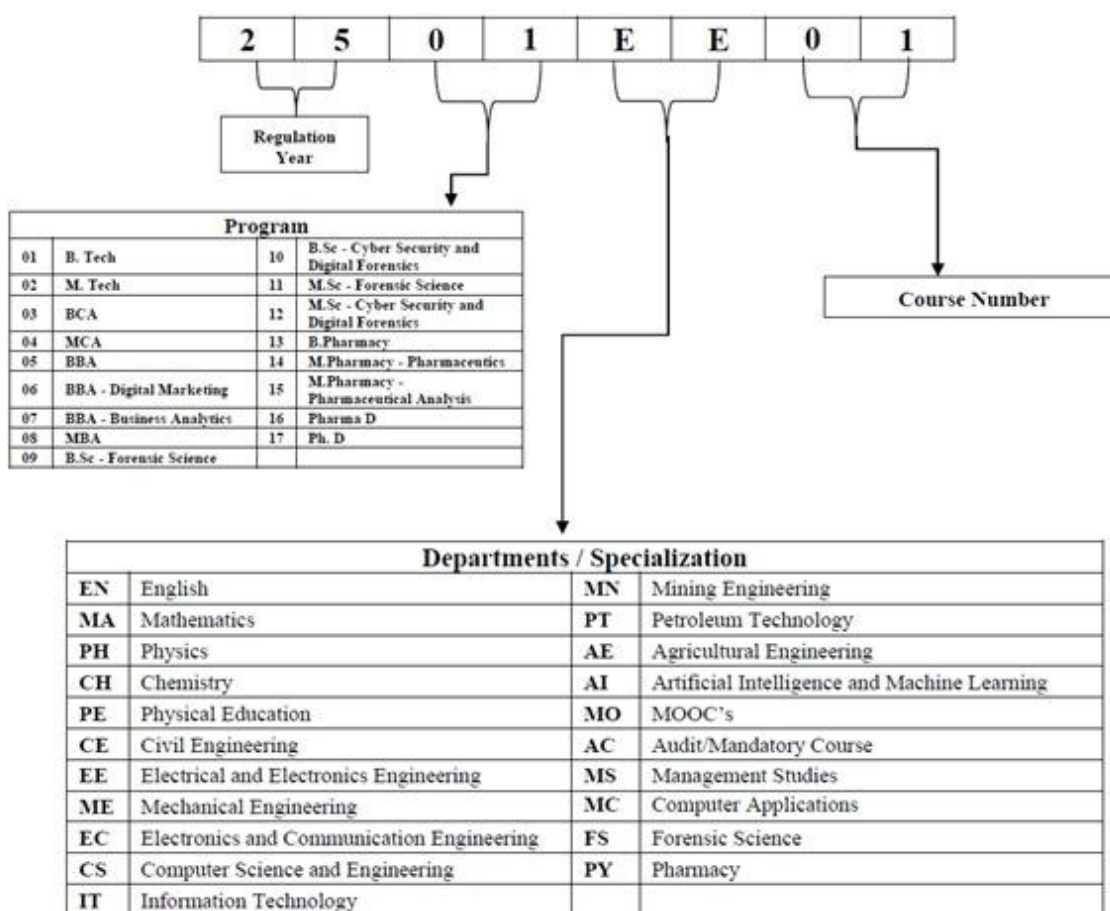 2 5 0 1 E E 0 1
Regulation
Year
Program
01 B. Tech 10 B.Sc - Cyber Security and
Digital Forensics
02 M. Tech 11 M.Sc - Forensic Science
03 BCA 12 M.Sc - Cyber Security and
Digital Forensics
04 MCA 13 B.Pharmacy
05 BBA 14 M.Pharmacy - Pharmaceutics
06 BBA - Digital Marketing 15 M.Pharmacy -
Pharmaceutical Analysis
07 BBA - Business Analytics 16 Pharma D
08 MBA 17 Ph. D
09 B.Sc - Forensic Science
Course Number
Departments / Specialization
EN English MN Mining Engineering
MA Mathematics PT Petroleum Technology
PH Physics AE Agricultural Engineering
CH Chemistry AI Artificial Intelligence and Machine Learning
PE Physical Education MO MOOC's
CE Civil Engineering AC Audit/Mandatory Course
EE Electrical and Electronics Engineering MS Management Studies
ME Mechanical Engineering MC Computer Applications
EC Electronics and Communication Engineering FS Forensic Science
CS Computer Science and Engineering PY Pharmacy
IT Information Technology